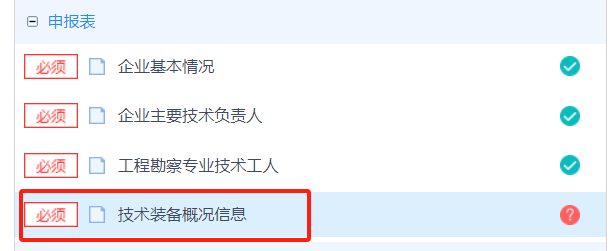 申报表
必须 企业基本情况
必须 企业主要技术负责人
必须 工程勘察专业技术工人
必须 技术装备概况信息